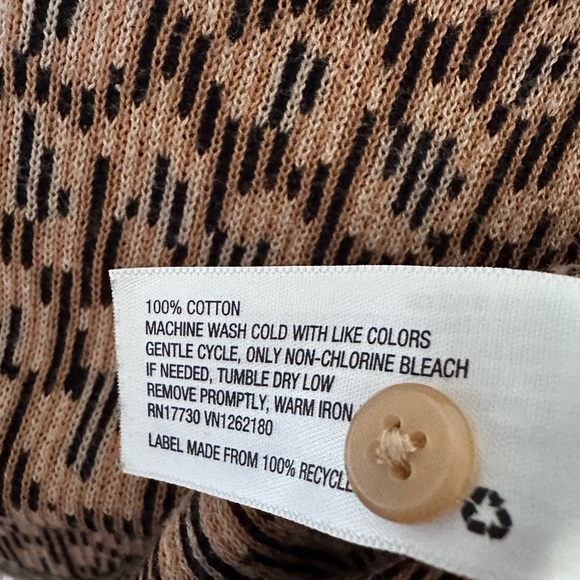 100% COTTON
MACHINE WASH COLD WITH LIKE COLORS
GENTLE CYCLE, ONLY NON-CHLORINE BLEACH
IF NEEDED, TUMBLE DRY LOW
REMOVE PROMPTLY, WARM IRON
RN17730 VN1262180
LABEL MADE FROM 100% RECYCLE